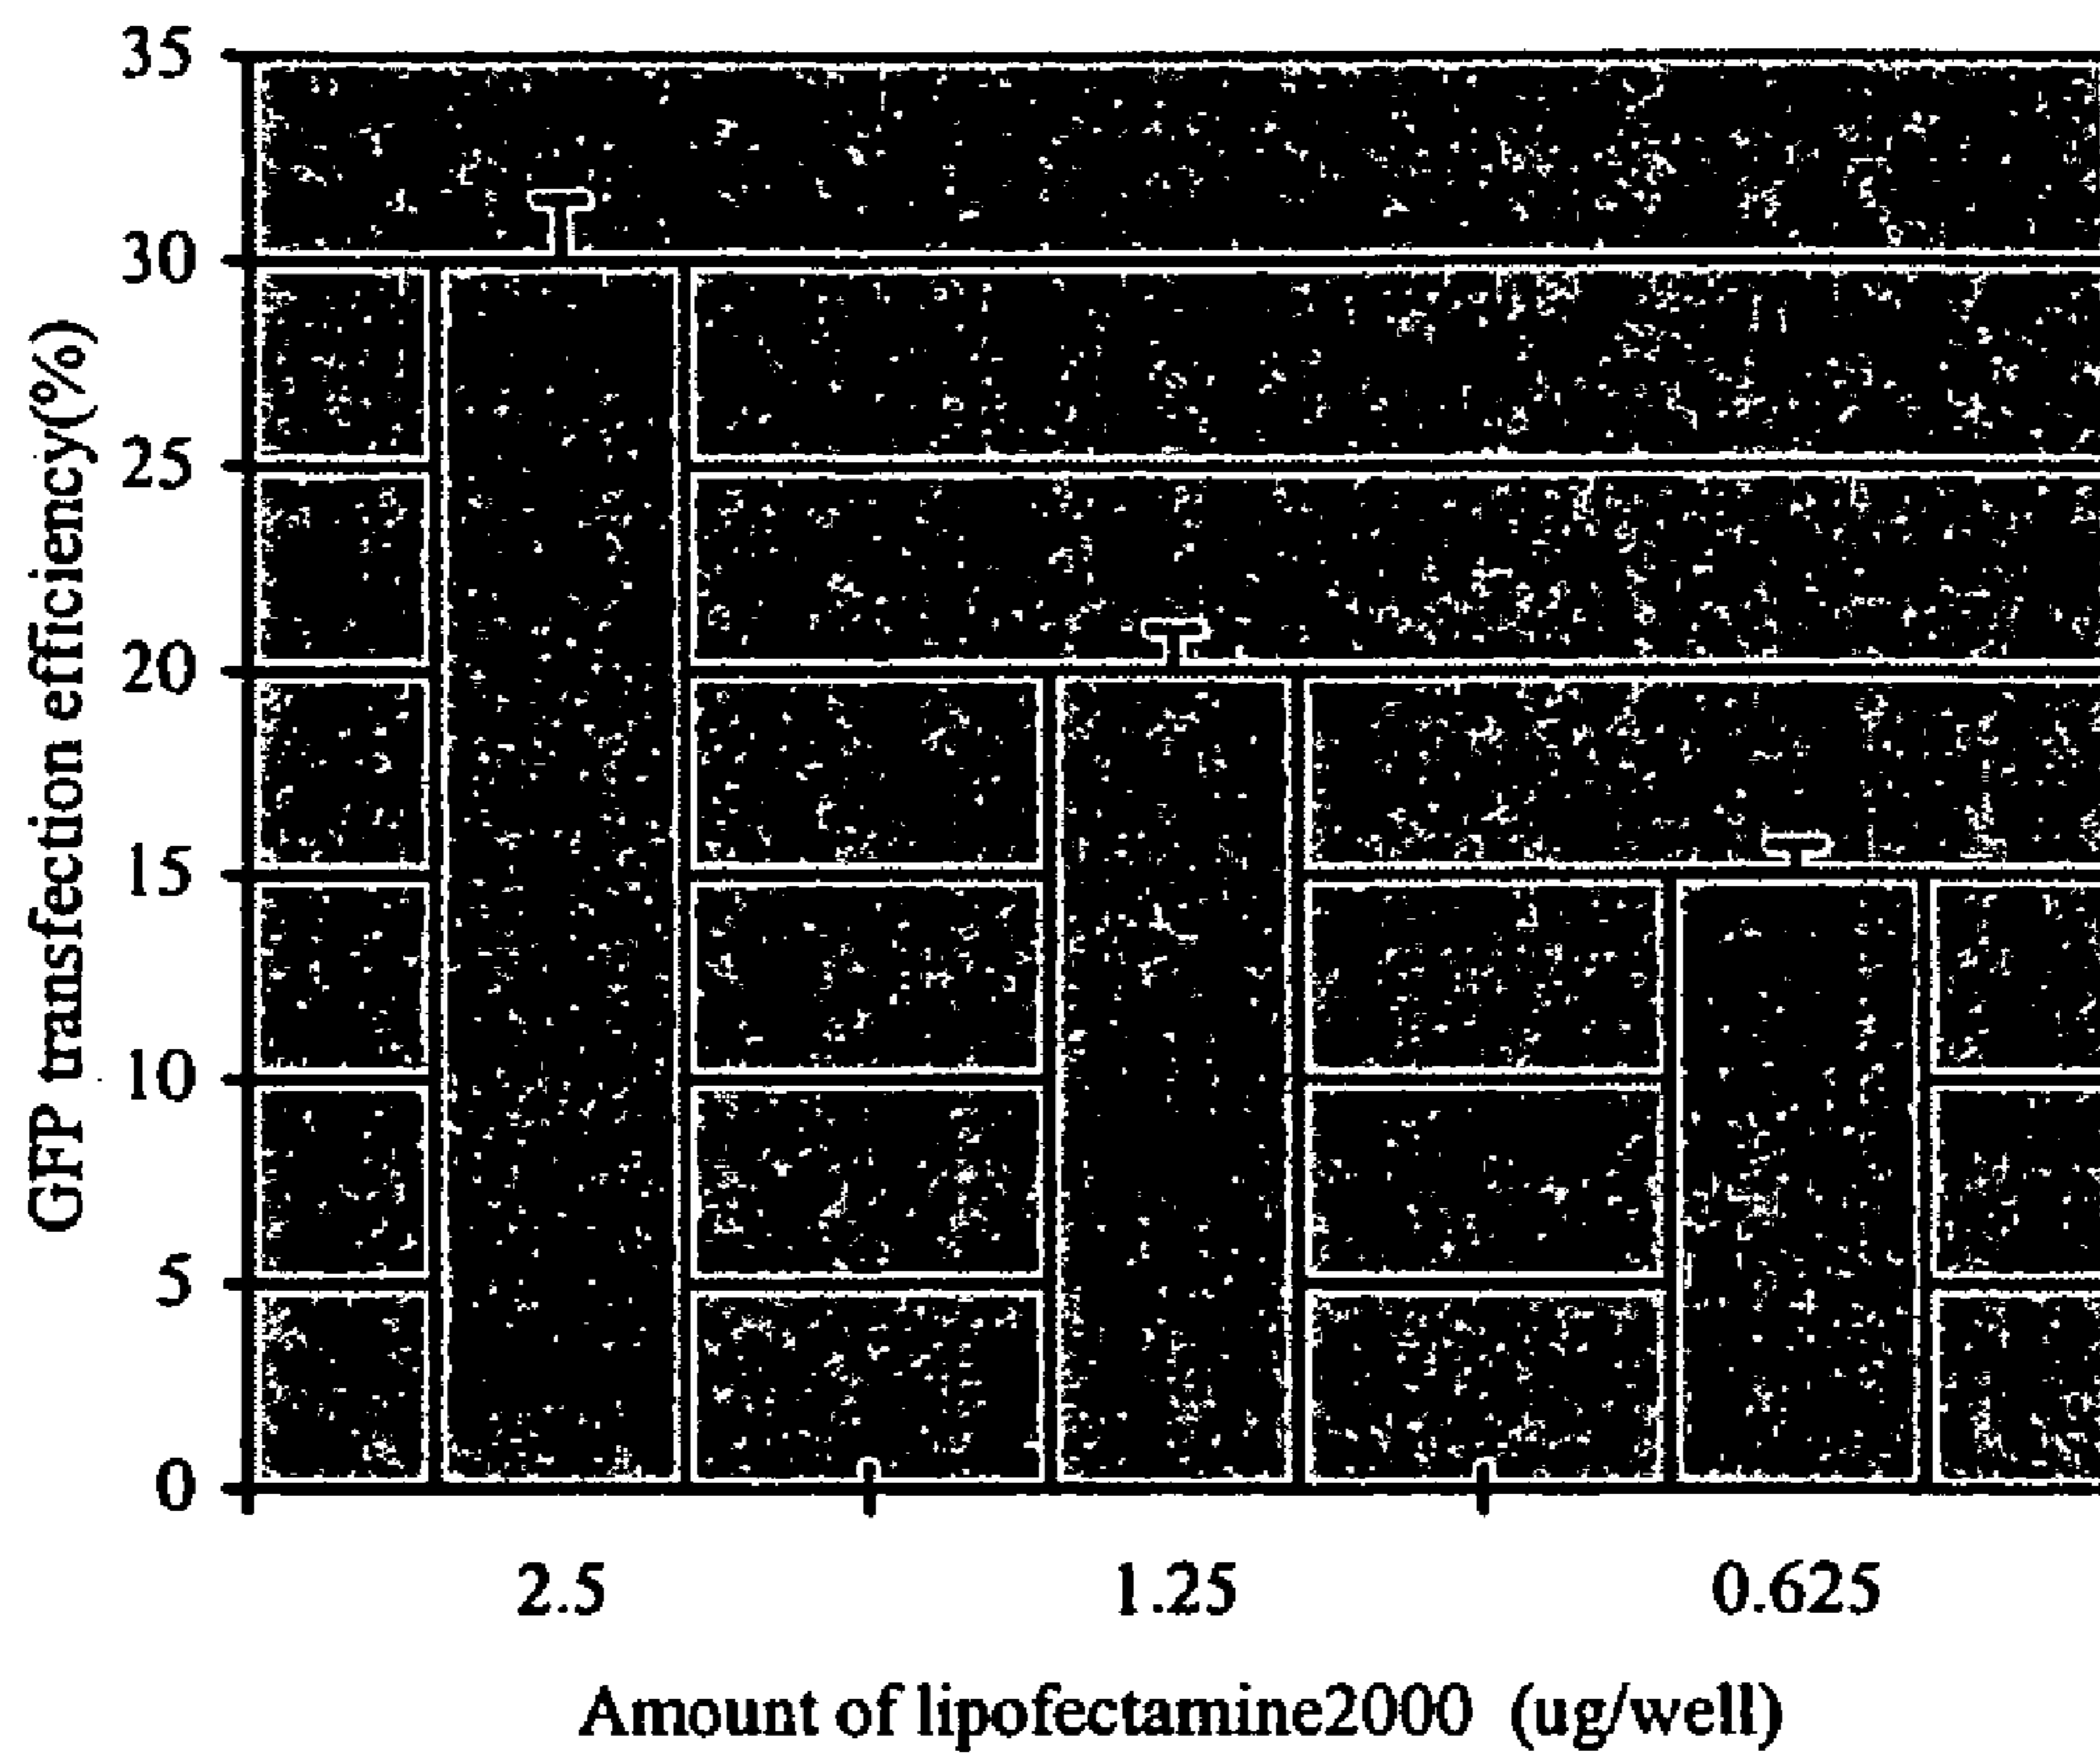 GFP transfection efficiency(%)
35
30
25
20
15
10
5
0
2.5 1.25 0.625
Amount of lipofectamine2000 (ug/well)